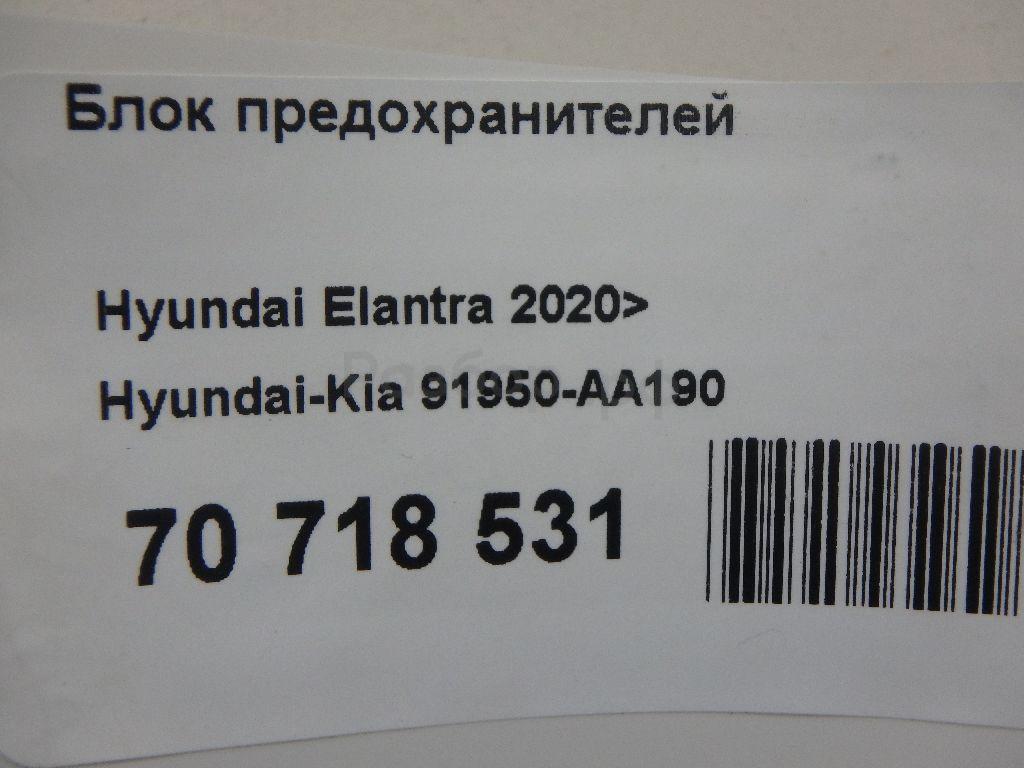 Блок предохранителей
Hyundai Elantra 2020>
Hyundai-Kia 91950-AA190
70 718 531